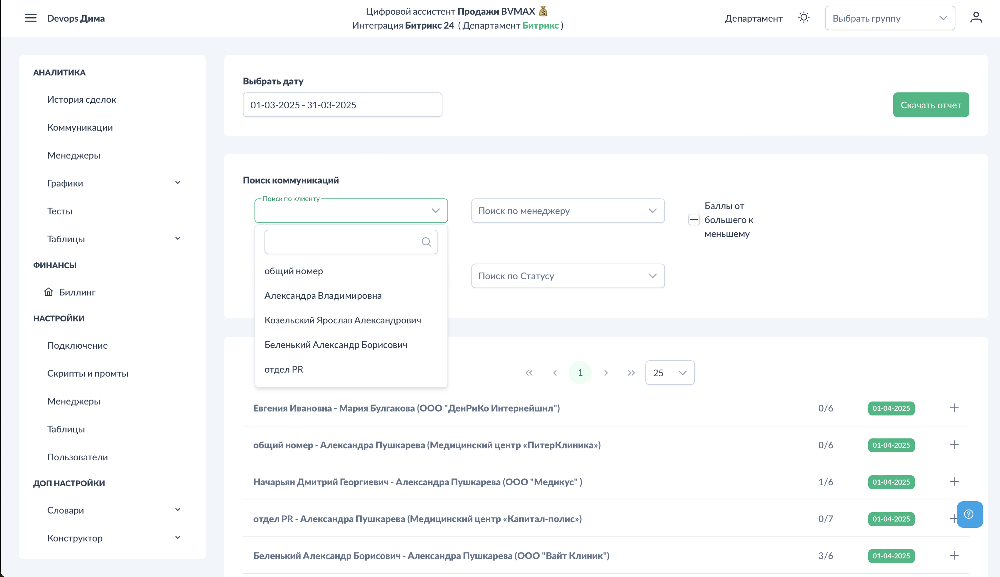 Devops Дима
Цифровой ассистент Продажи BVMAX 💰
Интеграция Битрикс 24 ( Департамент Битрикс )
Департамент
Выбрать группу
АНАЛИТИКА
История сделок
Коммуникации
Менеджеры
Графики
Тесты
Таблицы
ФИНАНСЫ
Биллинг
НАСТРОЙКИ
Подключение
Скрипты и промты
Менеджеры
Таблицы
Пользователи
ДОП НАСТРОЙКИ
Словари
Конструктор
Выбрать дату
01-03-2025 - 31-03-2025
Скачать отчет
Поиск коммуникаций
Поиск по клиенту
Поиск по менеджеру
Баллы от
большего к
меньшему
Поиск по Статусу
общий номер
Александра Владимировна
Козельский Ярослав Александрович
Беленький Александр Борисович
отдел PR
1
25
Евгения Ивановна - Мария Булгакова (ООО "ДенРиКо Интернейшнл") 0/6 01-04-2025
общий номер - Александра Пушкарева (Медицинский центр «ПитерКлиника») 0/6 01-04-2025
Начарьян Дмитрий Георгиевич - Александра Пушкарева (ООО "Медикус" ) 1/6 01-04-2025
отдел PR - Александра Пушкарева (Медицинский центр «Капитал-полис») 0/7 01-04-2025
Беленький Александр Борисович - Александра Пушкарева (ООО "Вайт Клиник") 3/6 01-04-2025